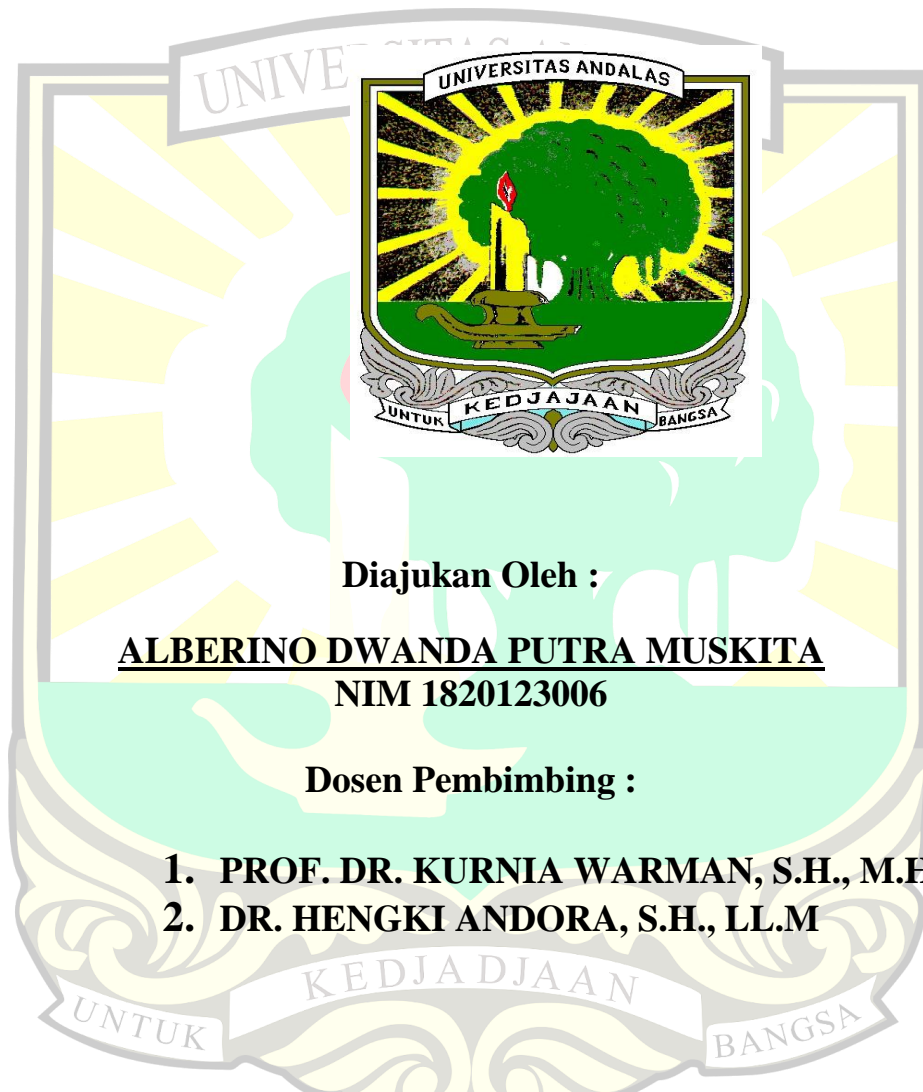 UNIVERSITAS ANDALAS
UNTUK KEDJAJAAN BANGSA
Diajukan Oleh :
ALBERINO DWANDA PUTRA MUSKITA
NIM 1820123006
Dosen Pembimbing :
1. PROF. DR. KURNIA WARMAN, S.H., M.H
2. DR. HENGKI ANDORA, S.H., LL.M
UNTUK KEDJADJAAN BANGSA